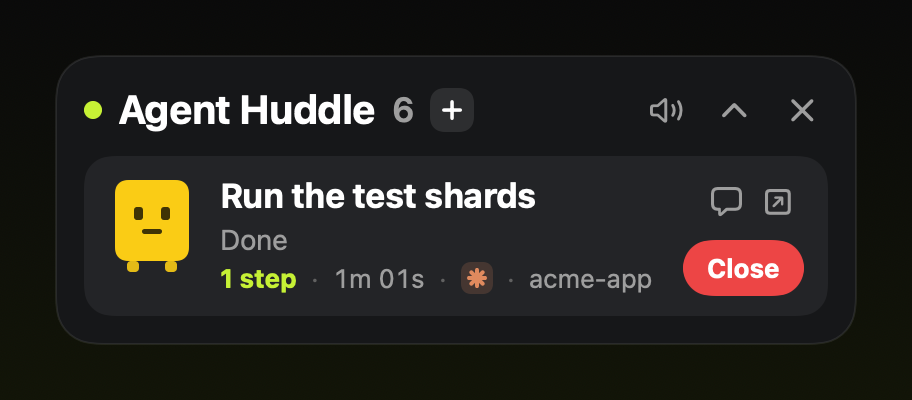 Agent Huddle 6 +
Run the test shards
Done
1 step · 1m 01s · · acme-app
Close